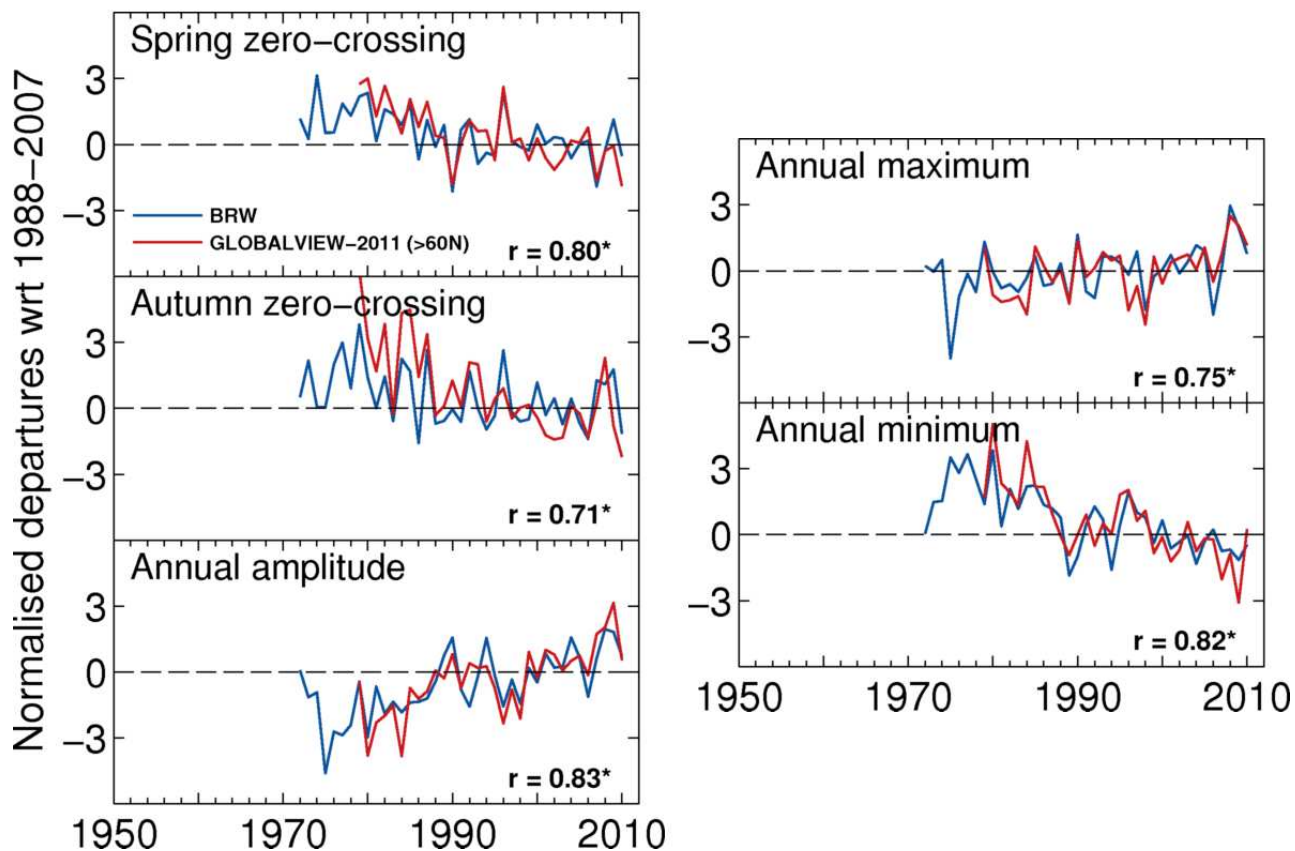 Normalised departures wrt 1988–2007
Spring zero–crossing
3
0
−3
BRW
GLOBALVIEW−2011 (>60N)
r = 0.80*
Autumn zero–crossing
3
0
−3
r = 0.71*
Annual amplitude
3
0
−3
r = 0.83*
1950 1970 1990 2010
Annual maximum
3
0
−3
r = 0.75*
Annual minimum
3
0
−3
r = 0.82*
1950 1970 1990 2010